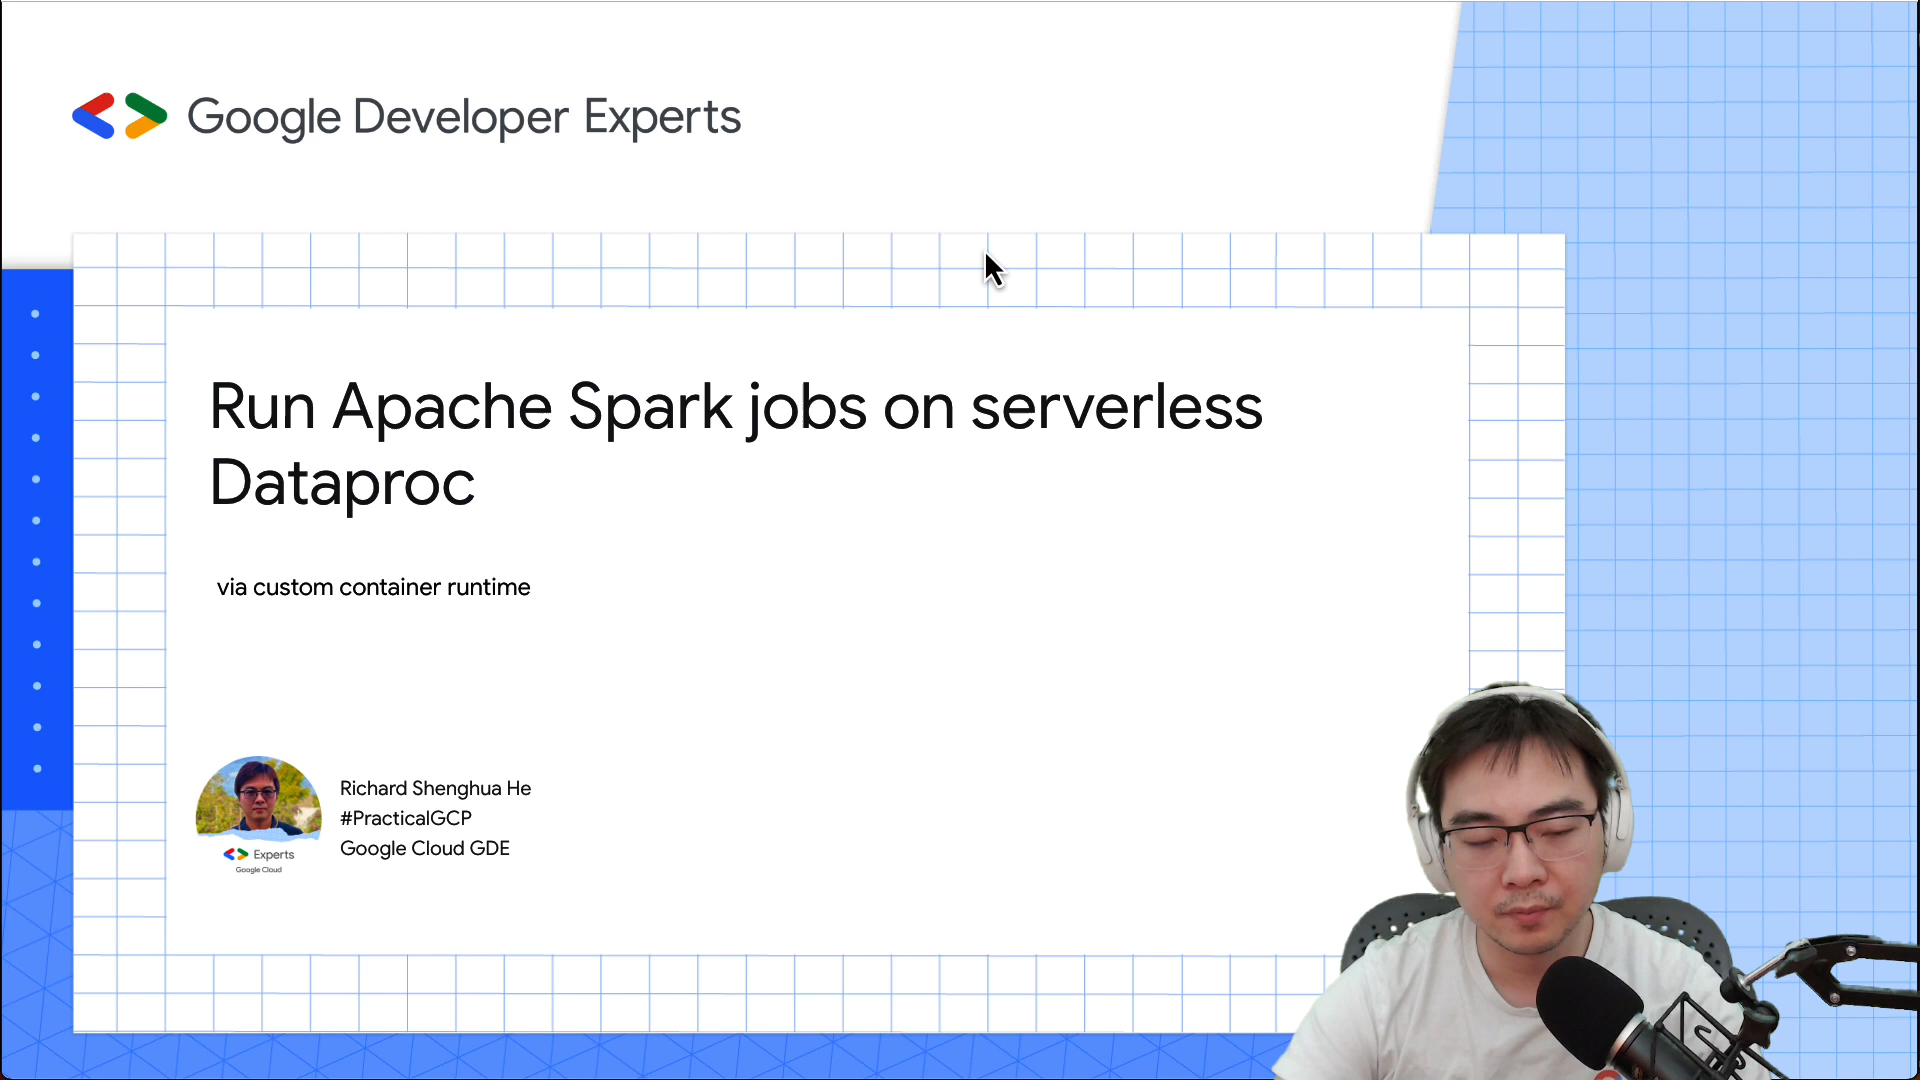 Google Developer Experts
Run Apache Spark jobs on serverless
Dataproc
via custom container runtime
Richard Shenghua He
#PracticalGCP
Google Cloud GDE
Experts
Google Cloud